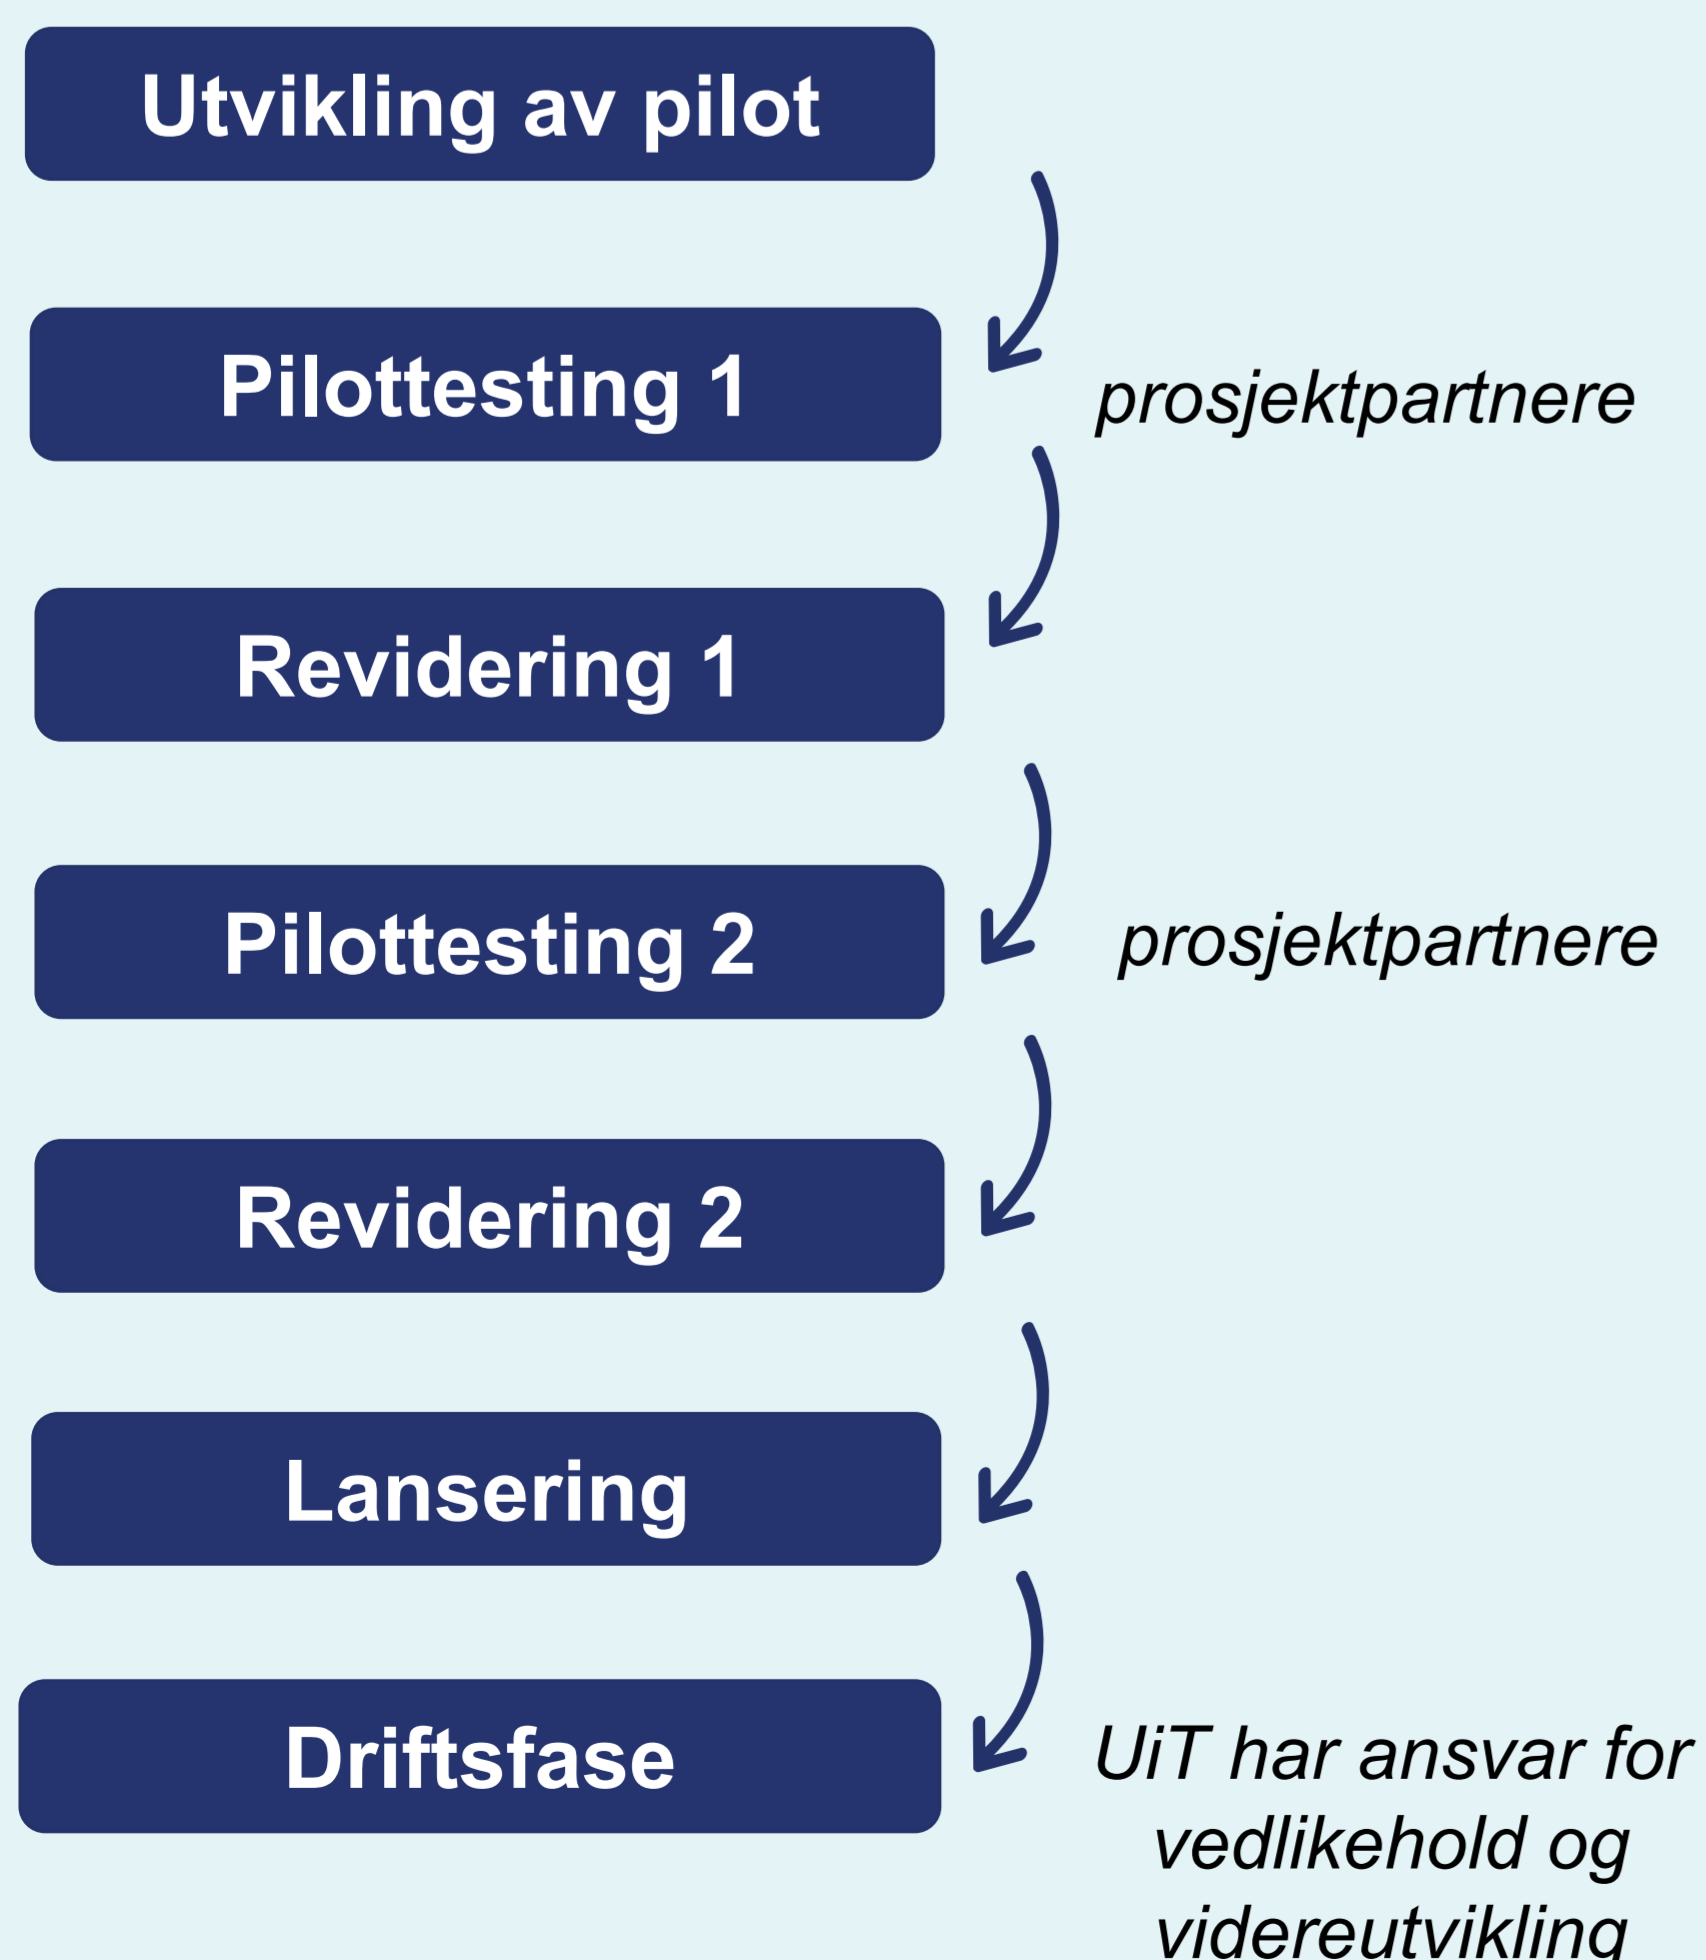 Utvikling av pilot
Pilottesting 1
prosjektpartnere
Revidering 1
Pilottesting 2
prosjektpartnere
Revidering 2
Lansering
Driftsfase
UiT har ansvar for
vedlikehold og
videreutvikling